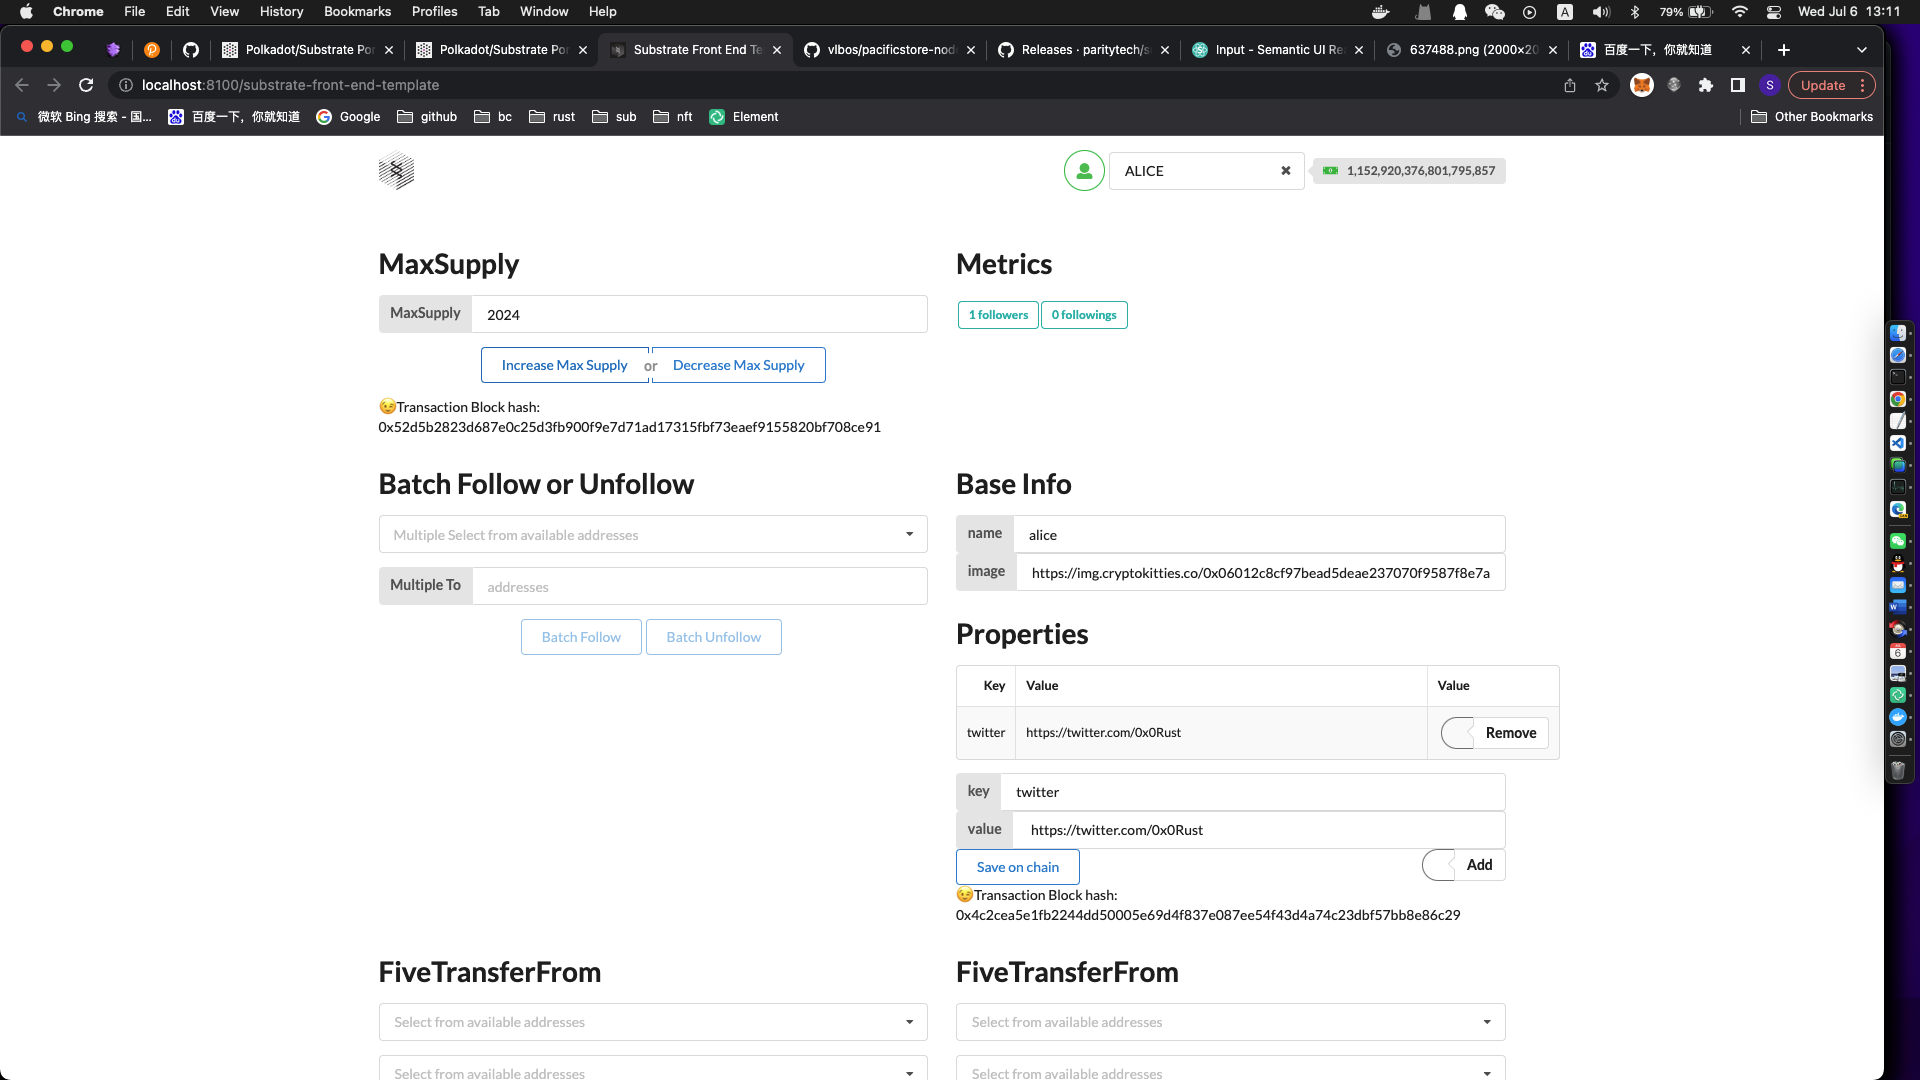 Chrome File Edit View History Bookmarks Profiles Tab Window Help A 79% Wed Jul 6 13:11
Polkadot/Substrate Por Polkadot/Substrate Por Substrate Front End Te vlbos/pacificstore-node Releases · paritytech/s Input - Semantic UI Re 637488.png (2000×20 百度一下，你就知道
localhost:8100/substrate-front-end-template S Update
微软 Bing 搜索 - 国... 百度一下，你就知道 Google github bc rust sub nft Element Other Bookmarks
ALICE 1,152,920,376,801,795,857
MaxSupply
MaxSupply 2024
Increase Max Supply or Decrease Max Supply
😉Transaction Block hash:
0x52d5b2823d687e0c25d3fb900f9e7d71ad17315fbf73eaef9155820bf708ce91
Metrics
1 followers 0 followings
Batch Follow or Unfollow
Multiple Select from available addresses
Multiple To addresses
Batch Follow Batch Unfollow
Base Info
name alice
image https://img.cryptokitties.co/0x06012c8cf97bead5deae237070f9587f8e7a
Properties
Key Value Value
twitter https://twitter.com/0x0Rust Remove
key twitter
value https://twitter.com/0x0Rust
Save on chain Add
😉Transaction Block hash:
0x4c2cea5e1fb2244dd50005e69d4f837e087ee54f43d4a74c23dbf57bb8e86c29
FiveTransferFrom
Select from available addresses
Select from available addresses
FiveTransferFrom
Select from available addresses
Select from available addresses